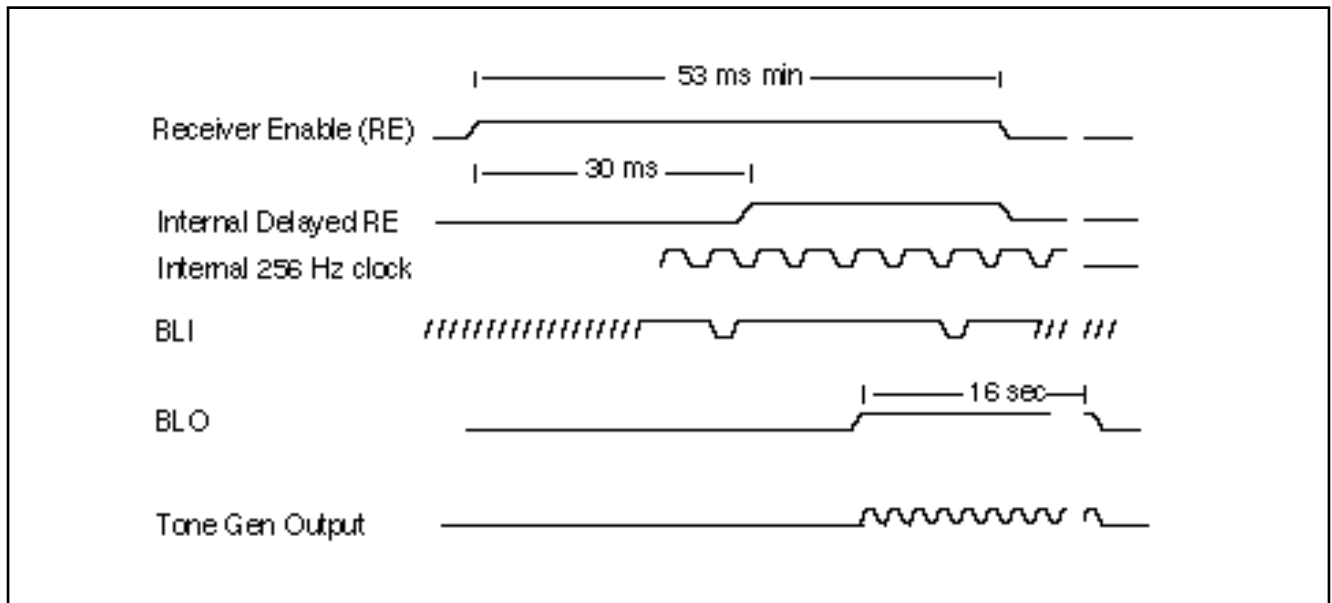 53 ms min
Receiver Enable (RE)
30 ms
Internal Delayed RE
Internal 256 Hz clock
BLI
16 sec
BLO
Tone Gen Output